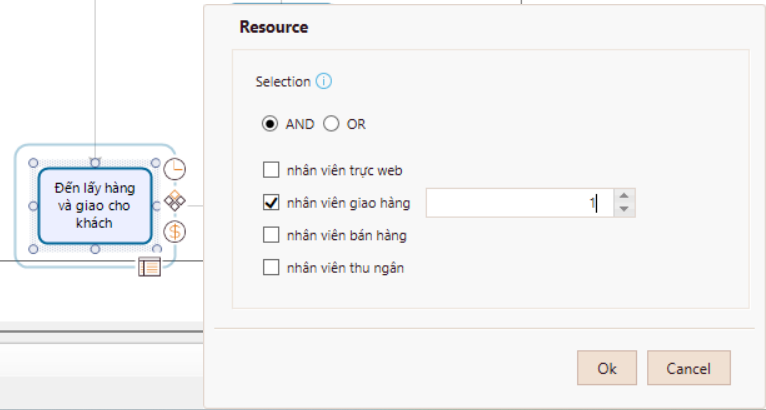 Resource
Selection
AND
OR
nhân viên trực web
nhân viên giao hàng
1
nhân viên bán hàng
nhân viên thu ngân
Ok
Cancel
Đến lấy hàng
và giao cho
khách